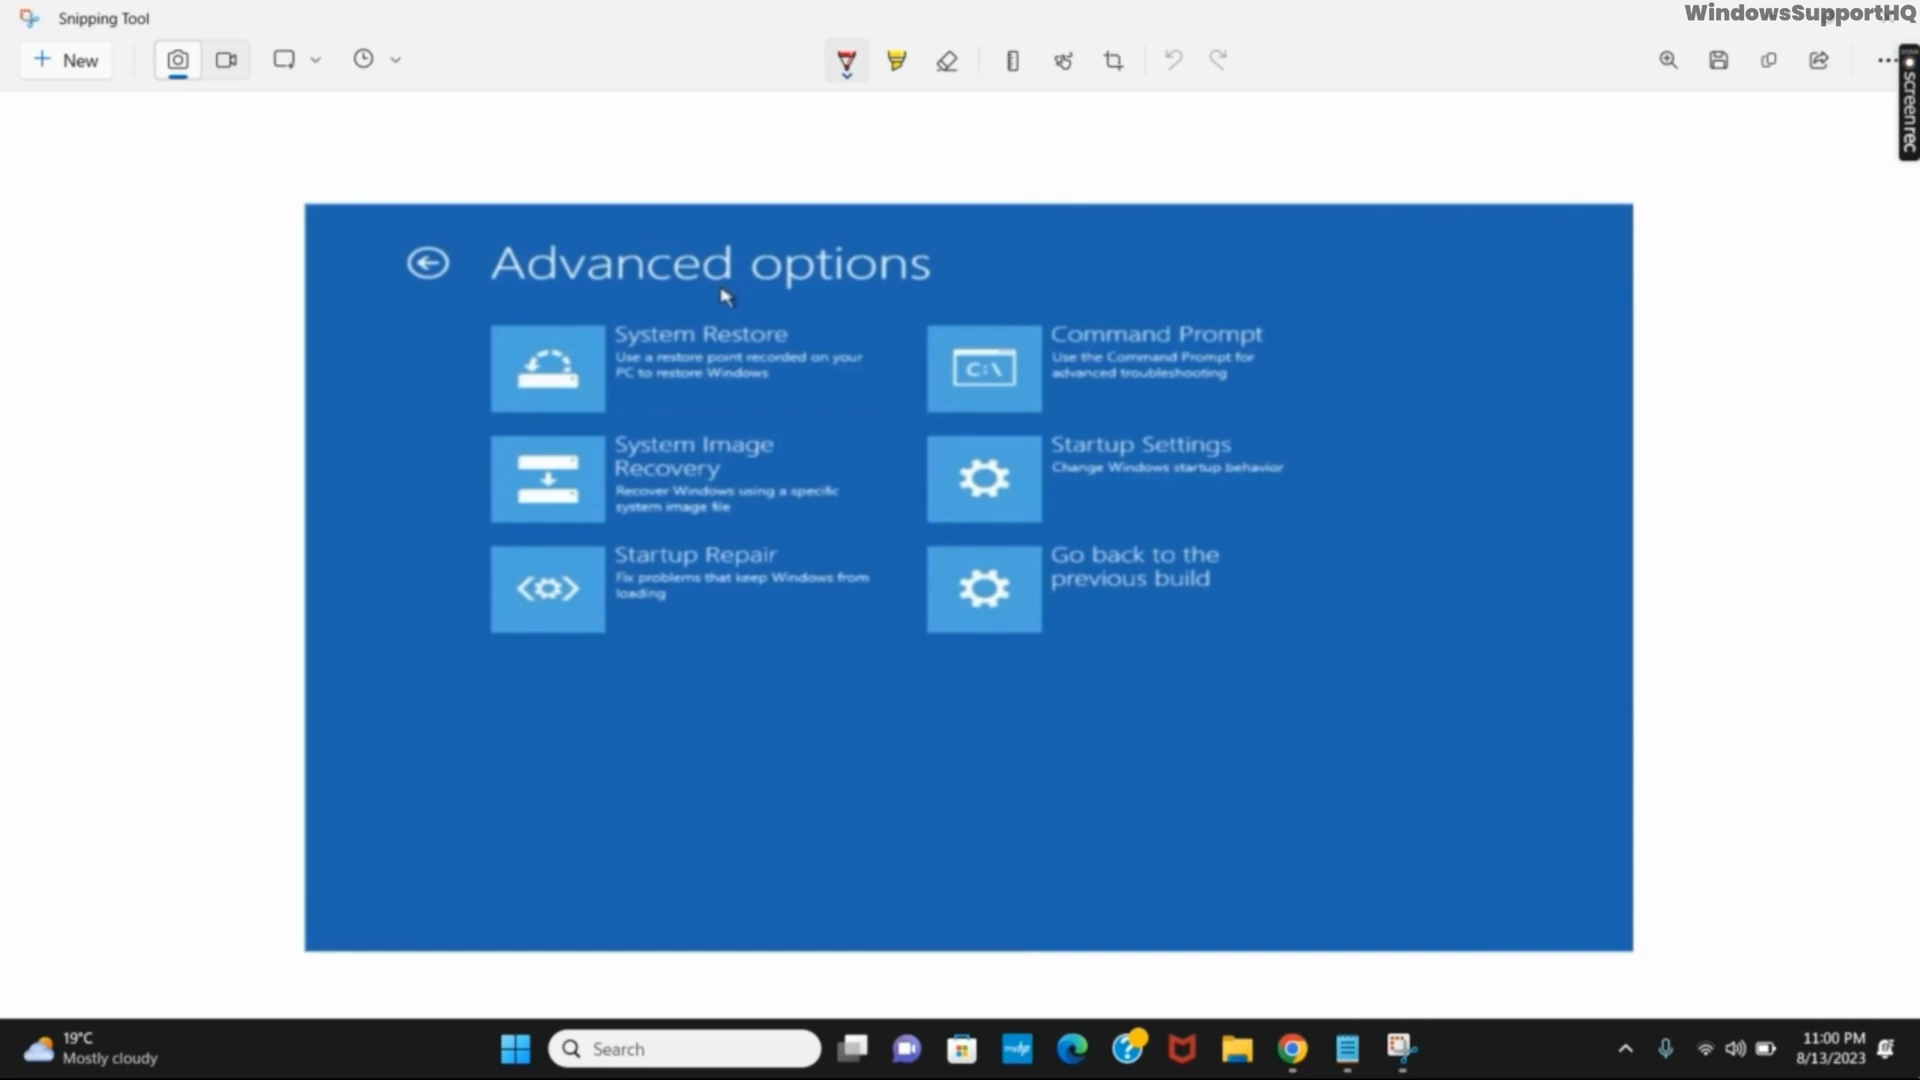 Snipping Tool
WindowsSupportHQ
New
screenrec
Advanced options
System Restore
Use a restore point recorded on your
PC to restore Windows
Command Prompt
Use the Command Prompt for
advanced troubleshooting
C:\
System Image
Recovery
Recover Windows using a specific
system image file
Startup Settings
Change Windows startup behavior
Startup Repair
Fix problems that keep Windows from
loading
Go back to the
previous build
19°C
Mostly cloudy
Search
myhp
11:00 PM
8/13/2023